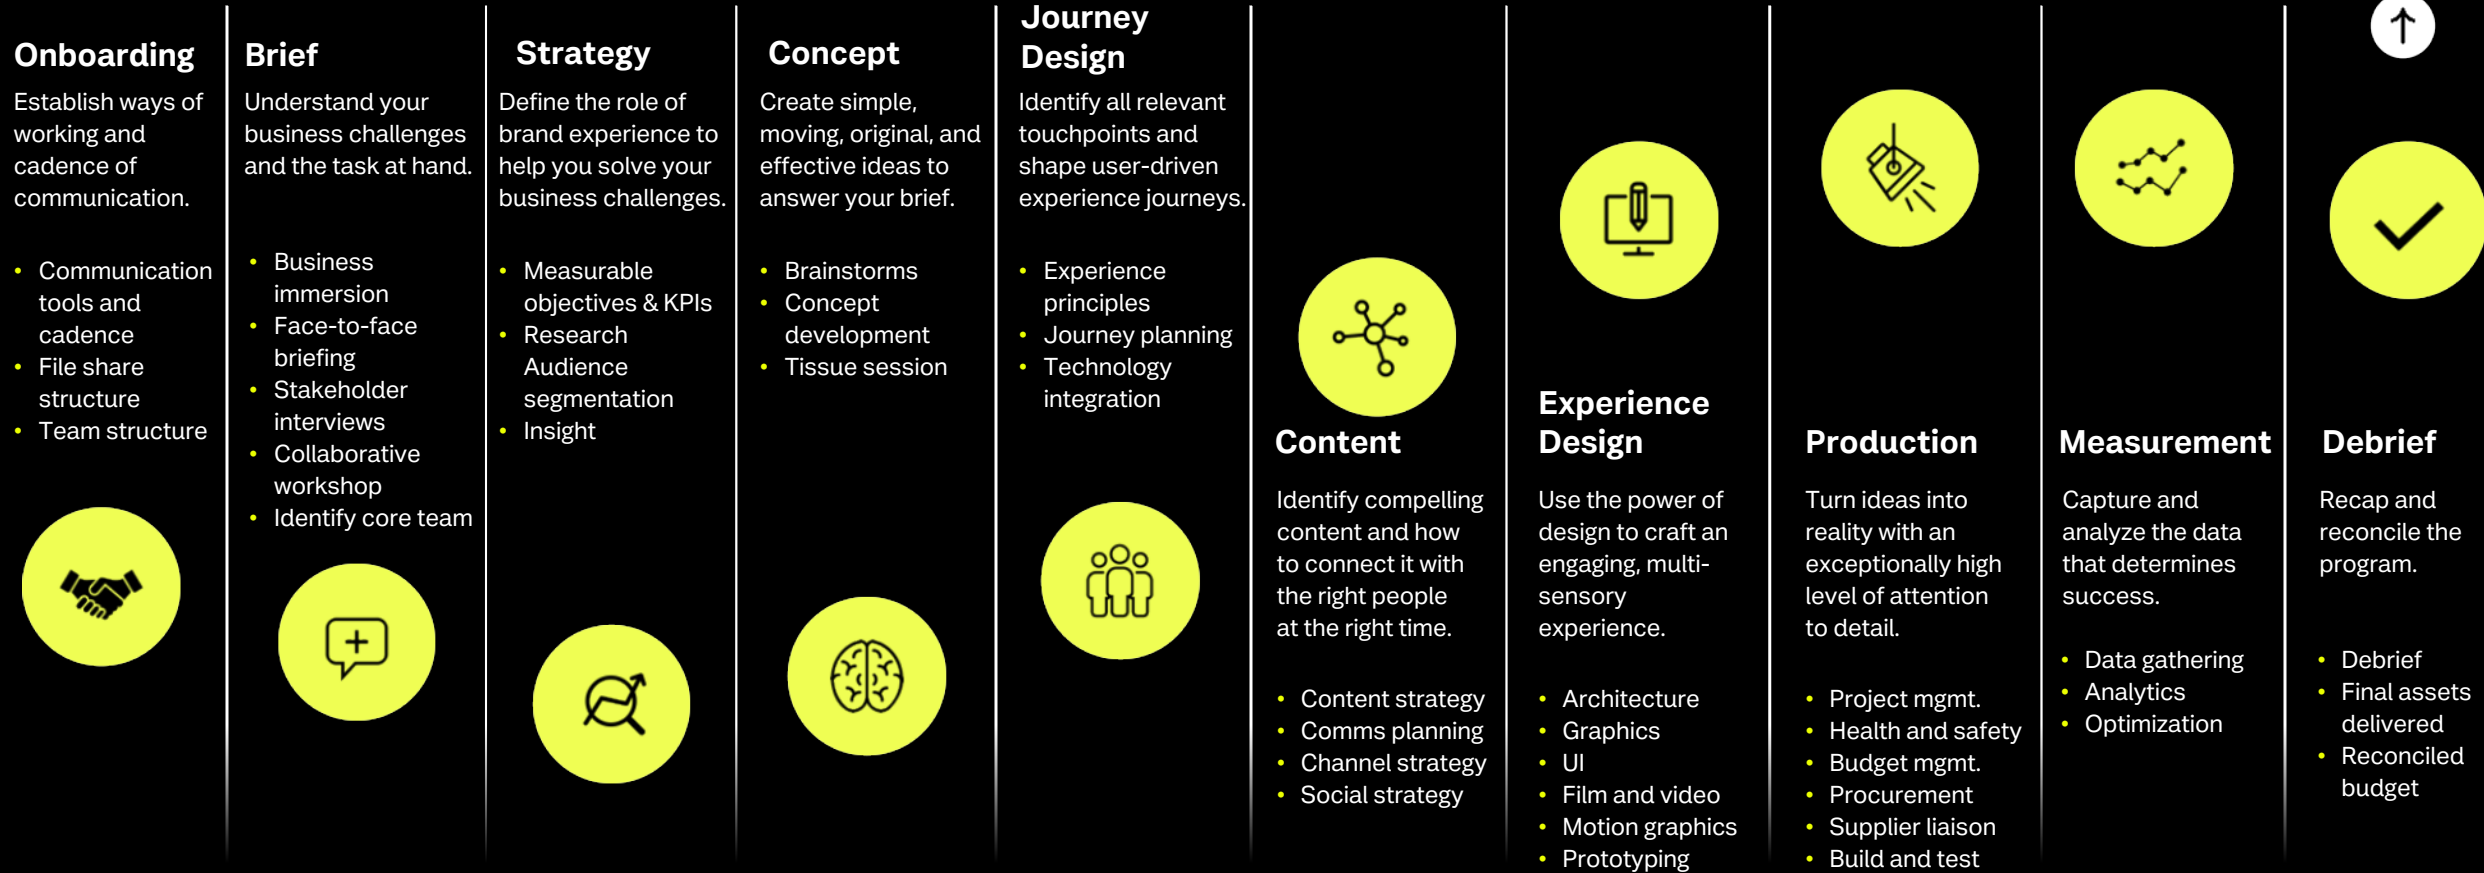 Onboarding
Establish ways of
working and
cadence of
communication.
• Communication
tools and
cadence
• File share
structure
• Team structure
Brief
Understand your
business challenges
and the task at hand.
• Business
immersion
• Face-to-face
briefing
• Stakeholder
interviews
• Collaborative
workshop
• Identify core team
Strategy
Define the role of
brand experience to
help you solve your
business challenges.
• Measurable
objectives & KPIs
• Research
Audience
segmentation
• Insight
Concept
Create simple,
moving, original, and
effective ideas to
answer your brief.
• Brainstorms
• Concept
development
• Tissue session
Journey
Design
Identify all relevant
touchpoints and
shape user-driven
experience journeys.
• Experience
principles
• Journey planning
• Technology
integration
Content
Identify compelling
content and how
to connect it with
the right people
at the right time.
• Content strategy
• Comms planning
• Channel strategy
• Social strategy
Experience
Design
Use the power of
design to craft an
engaging, multi-
sensory
experience.
• Architecture
• Graphics
• UI
• Film and video
• Motion graphics
• Prototyping
Production
Turn ideas into
reality with an
exceptionally high
level of attention
to detail.
• Project mgmt.
• Health and safety
• Budget mgmt.
• Procurement
• Supplier liaison
• Build and test
Measurement
Capture and
analyze the data
that determines
success.
• Data gathering
• Analytics
• Optimization
Debrief
Recap and
reconcile the
program.
• Debrief
• Final assets
delivered
• Reconciled
budget